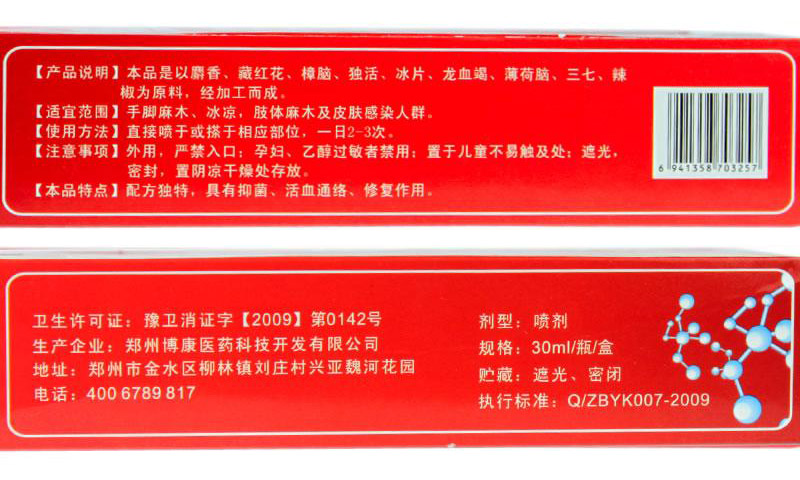 【产品说明】本品是以麝香、藏红花、樟脑、独活、冰片、龙血竭、薄荷脑、三七、辣
椒为原料，经加工而成。
【适宜范围】手脚麻木、冰凉，肢体麻木及皮肤感染人群。
【使用方法】直接喷于或搽于相应部位，一日2-3次。
【注意事项】外用，严禁入口；孕妇、乙醇过敏者禁用；置于儿童不易触及处；遮光，
密封，置阴凉干燥处存放。
【本品特点】配方独特，具有抑菌、活血通络、修复作用。
6 941358 703257
卫生许可证：豫卫消证字【2009】第0142号
生产企业：郑州博康医药科技开发有限公司
地址：郑州市金水区柳林镇刘庄村兴亚魏河花园
电话：400 6789 817
剂型：喷剂
规格：30ml/瓶/盒
贮藏：遮光、密闭
执行标准：Q/ZBYK007-2009